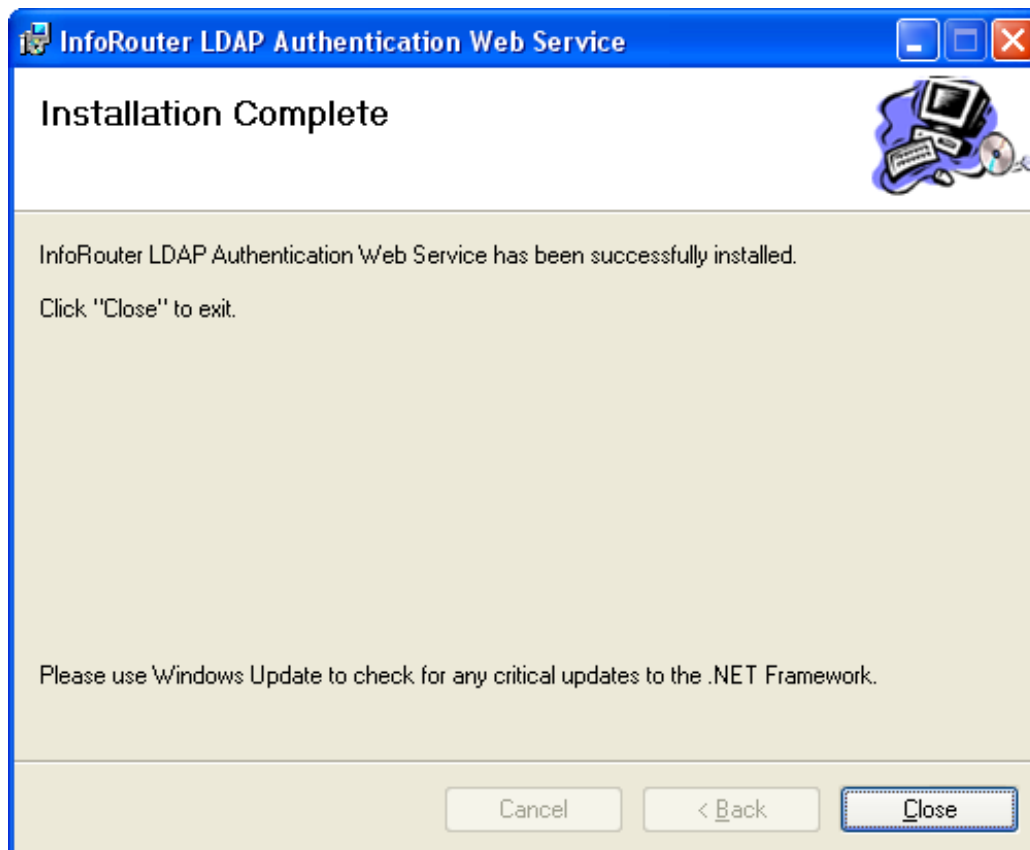 InfoRouter LDAP Authentication Web Service
Installation Complete
InfoRouter LDAP Authentication Web Service has been successfully installed.
Click "Close" to exit.
Please use Windows Update to check for any critical updates to the .NET Framework.
Cancel
< Back
Close